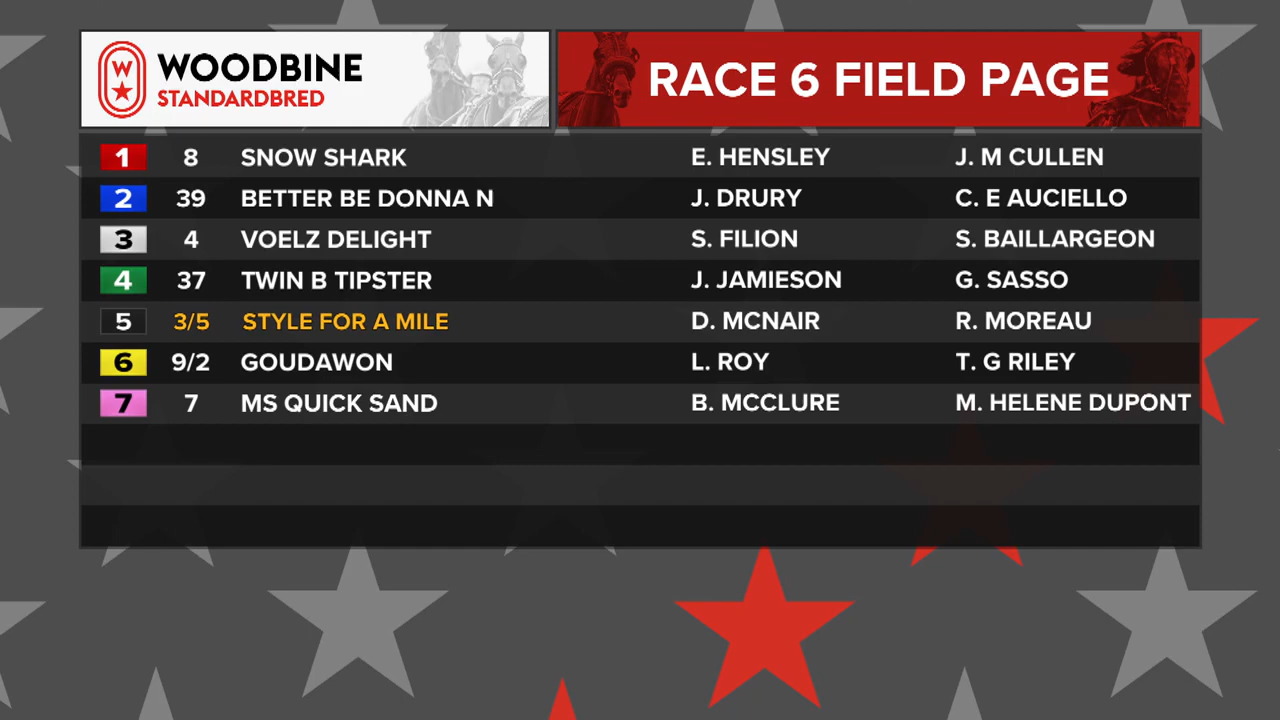 W
WOODBINE
STANDARDBRED
RACE 6 FIELD PAGE
1 8 SNOW SHARK E. HENSLEY J. M CULLEN
2 39 BETTER BE DONNA N J. DRURY C. E AUCIELLO
3 4 VOELZ DELIGHT S. FILION S. BAILLARGEON
4 37 TWIN B TIPSTER J. JAMIESON G. SASSO
5 3/5 STYLE FOR A MILE D. MCNAIR R. MOREAU
6 9/2 GOUDAWON L. ROY T. G RILEY
7 7 MS QUICK SAND B. MCCLURE M. HELENE DUPONT